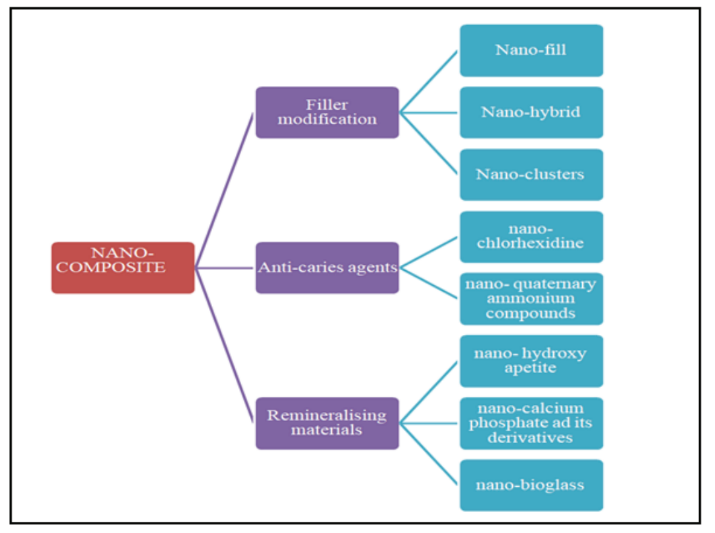 NANO-
COMPOSITE
Filler
modification
Nano-fill
Nano-hybrid
Nano-clusters
Anti-caries agents
nano-
chlorhexidine
nano- quaternary
ammonium
compounds
Remineralising
materials
nano- hydroxy
apetite
nano-calcium
phosphate ad its
derivatives
nano-bioglass